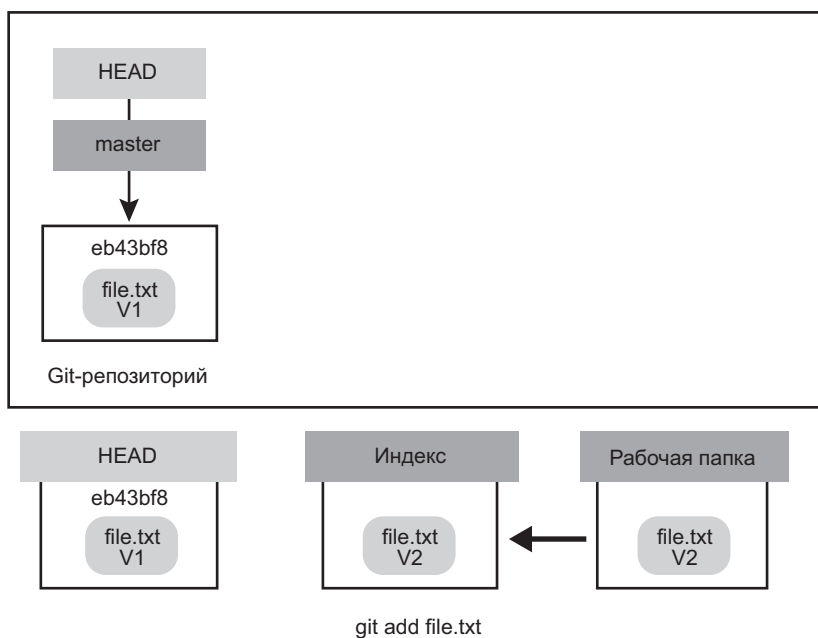 HEAD
master
eb43bf8
file.txt
V1
Git-репозиторий
HEAD
Индекс
Рабочая папка
eb43bf8
file.txt
V1
file.txt
V2
file.txt
V2
git add file.txt